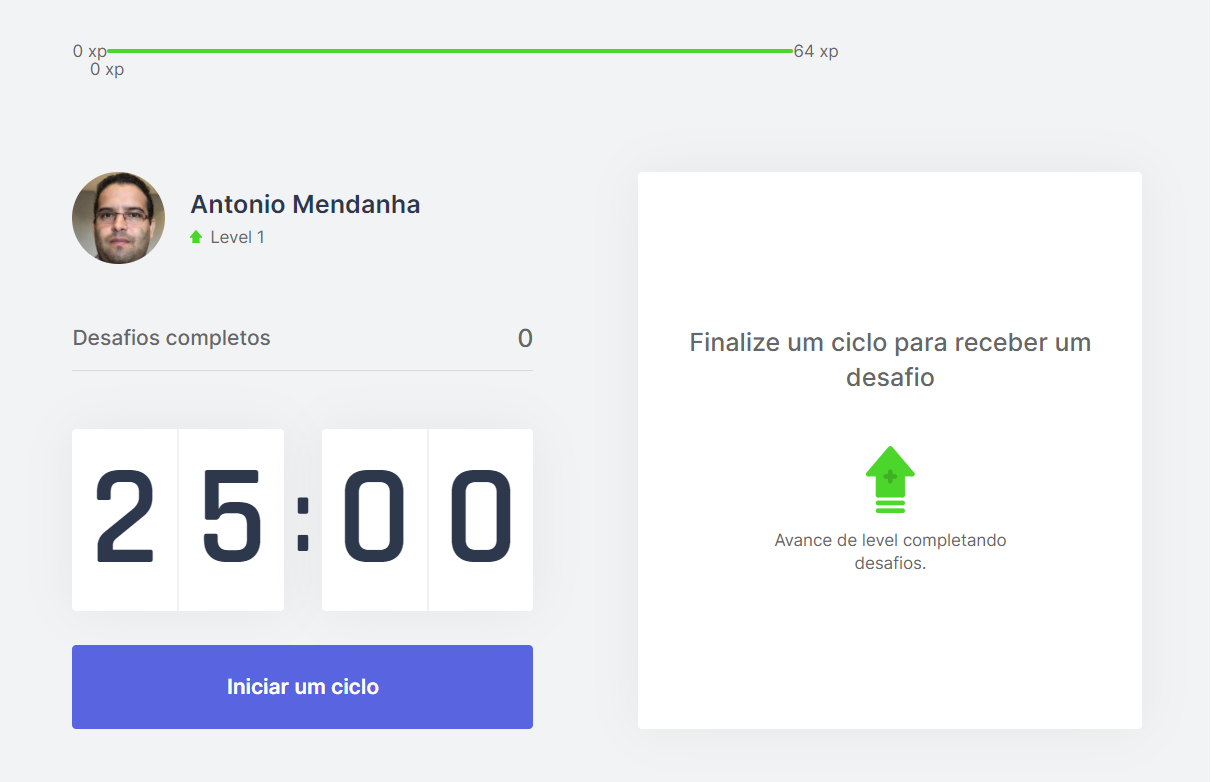 0 xp 64 xp
0 xp
Antonio Mendanha
Level 1
Desafios completos 0
25:00
Iniciar um ciclo
Finalize um ciclo para receber um
desafio
Avance de level completando
desafios.